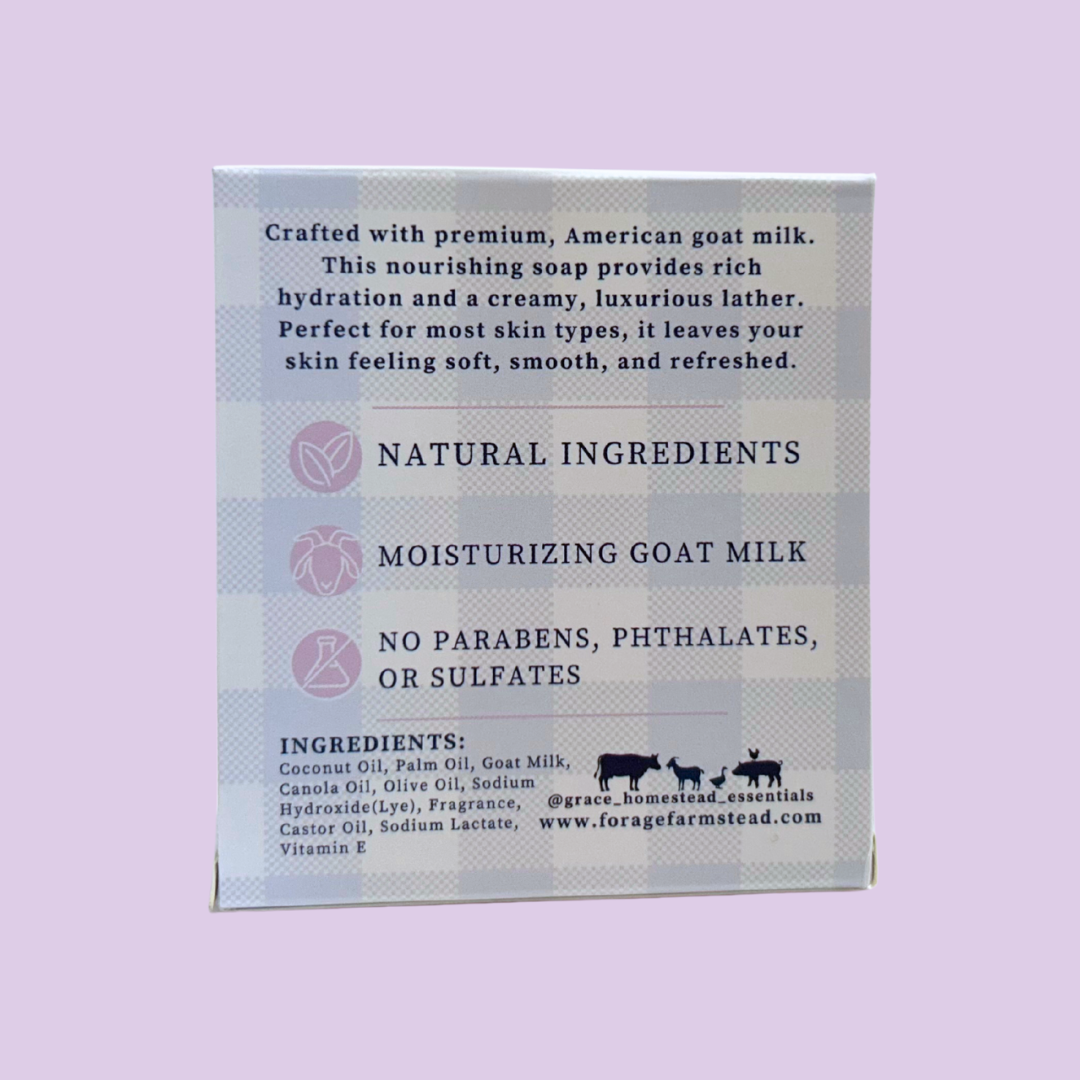 Crafted with premium, American goat milk.
This nourishing soap provides rich
hydration and a creamy, luxurious lather.
Perfect for most skin types, it leaves your
skin feeling soft, smooth, and refreshed.
NATURAL INGREDIENTS
MOISTURIZING GOAT MILK
NO PARABENS, PHTHALATES,
OR SULFATES
INGREDIENTS:
Coconut Oil, Palm Oil, Goat Milk,
Canola Oil, Olive Oil, Sodium
Hydroxide(Lye), Fragrance,
Castor Oil, Sodium Lactate,
Vitamin E
@grace_homestead_essentials
www.foragefarmstead.com